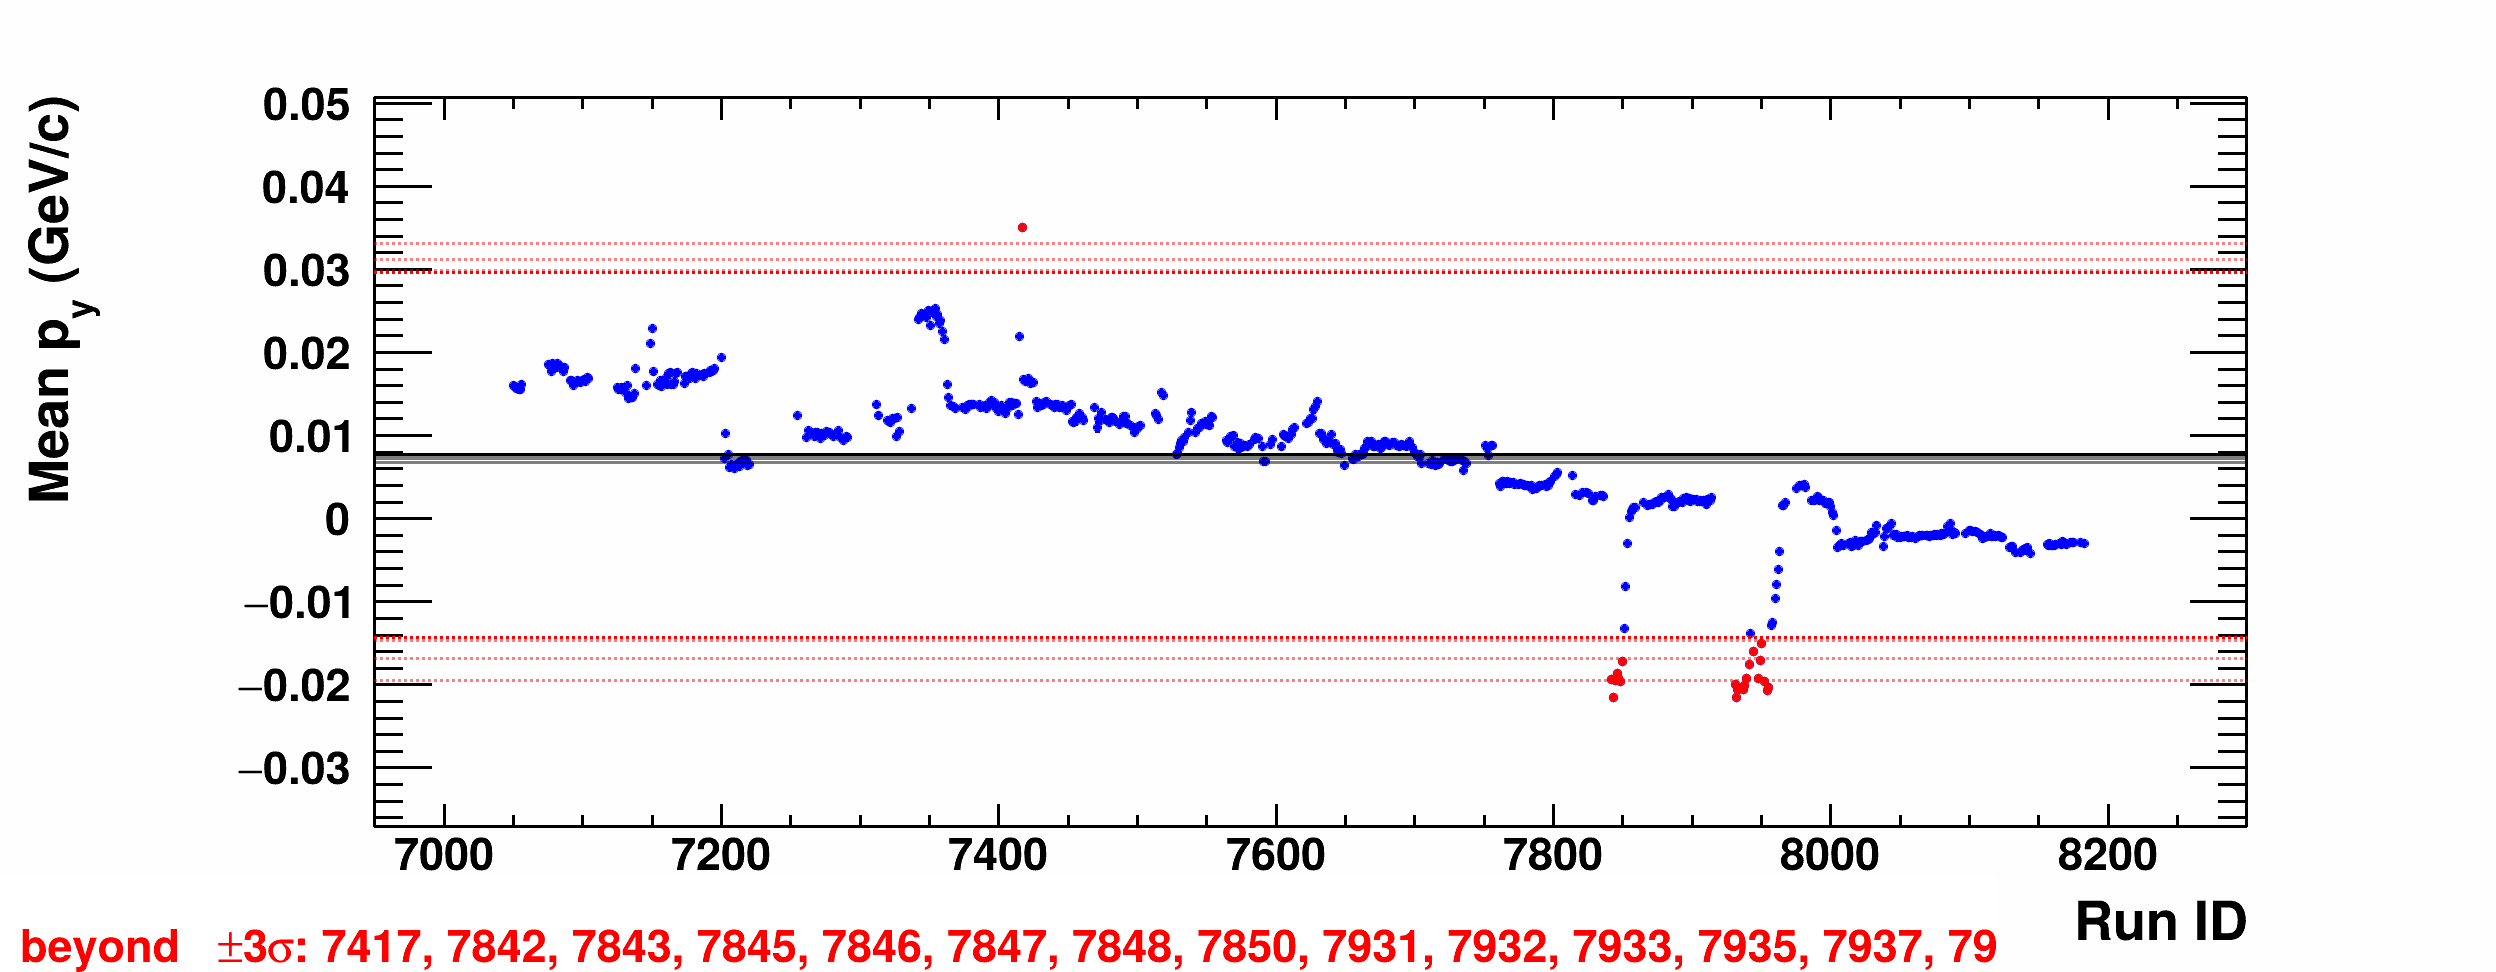 Mean p_y (GeV/c)
0.05
0.04
0.03
0.02
0.01
0
−0.01
−0.02
−0.03
7000 7200 7400 7600 7800 8000 8200
Run ID
beyond ±3σ: 7417, 7842, 7843, 7845, 7846, 7847, 7848, 7850, 7931, 7932, 7933, 7935, 7937, 79